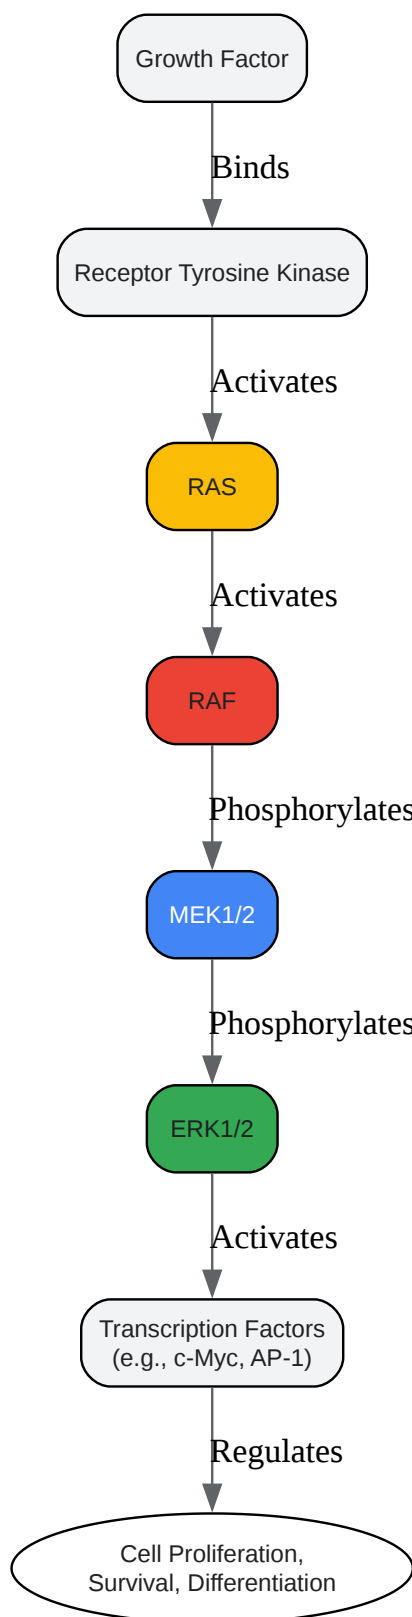 Growth Factor
Binds
Receptor Tyrosine Kinase
Activates
RAS
Activates
RAF
Phosphorylates
MEK1/2
Phosphorylates
ERK1/2
Activates
Transcription Factors
(e.g., c-Myc, AP-1)
Regulates
Cell Proliferation,
Survival, Differentiation